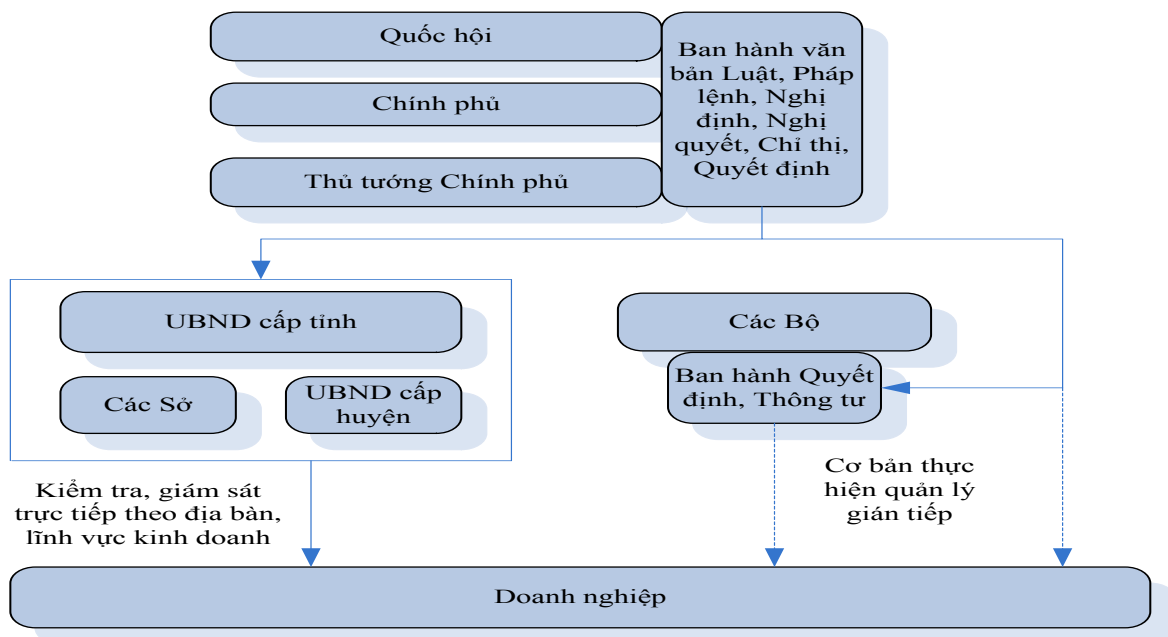 Quốc hội
Chính phủ
Thủ tướng Chính phủ
Ban hành văn
bản Luật, Pháp
lệnh, Nghị
định, Nghị
quyết, Chỉ thị,
Quyết định
UBND cấp tỉnh
Các Sở
UBND cấp
huyện
Các Bộ
Ban hành Quyết
định, Thông tư
Kiểm tra, giám sát
trực tiếp theo địa bàn,
lĩnh vực kinh doanh
Cơ bản thực
hiện quản lý
gián tiếp
Doanh nghiệp